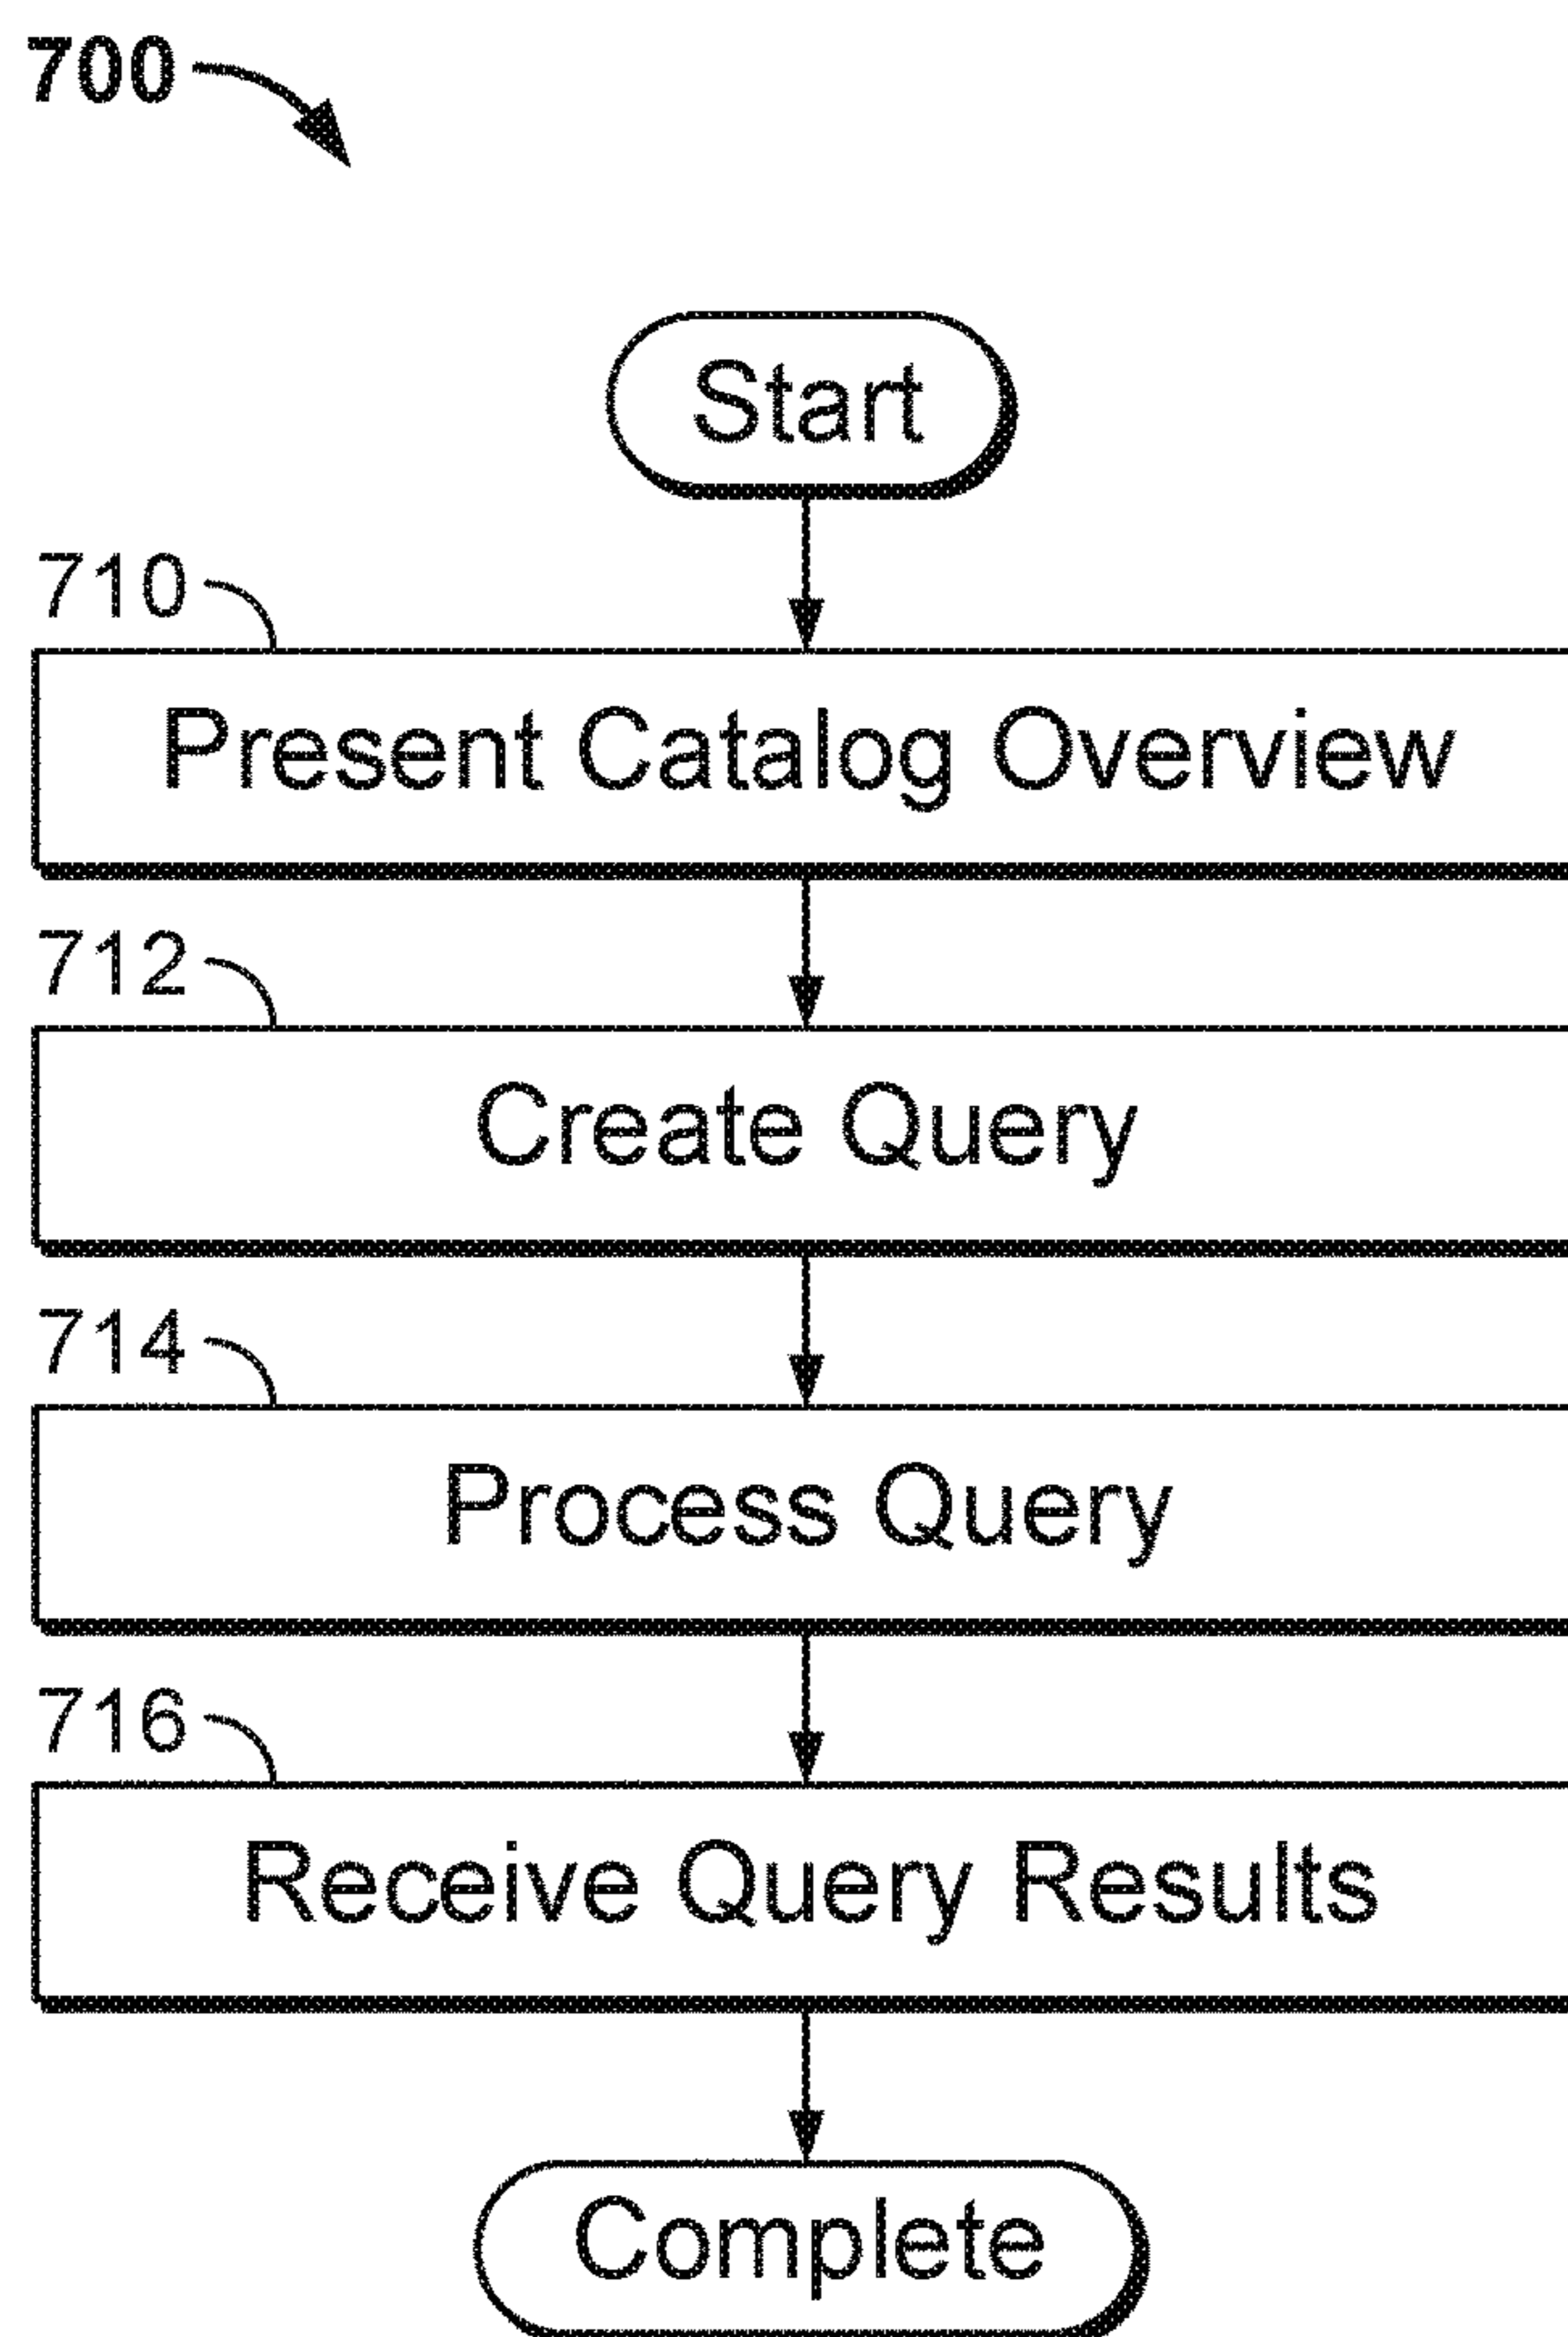 700
Start
710
Present Catalog Overview
712
Create Query
714
Process Query
716
Receive Query Results
Complete